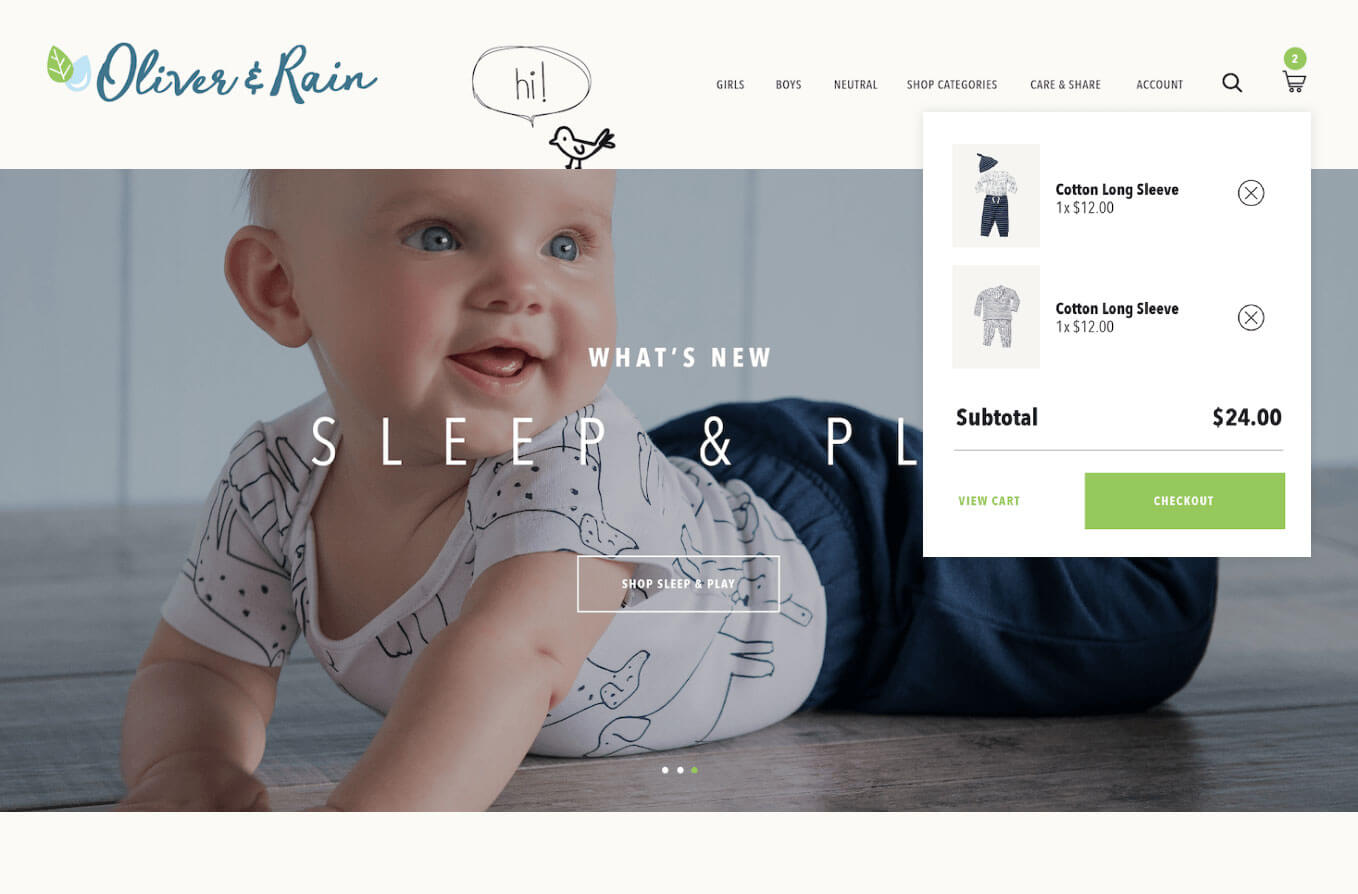 Oliver & Rain
hi!
GIRLS BOYS NEUTRAL SHOP CATEGORIES CARE & SHARE ACCOUNT
2
Cotton Long Sleeve
1x $12.00
Cotton Long Sleeve
1x $12.00
Subtotal $24.00
VIEW CART CHECKOUT
WHAT'S NEW
SLEEP & PL
SHOP SLEEP & PLAY